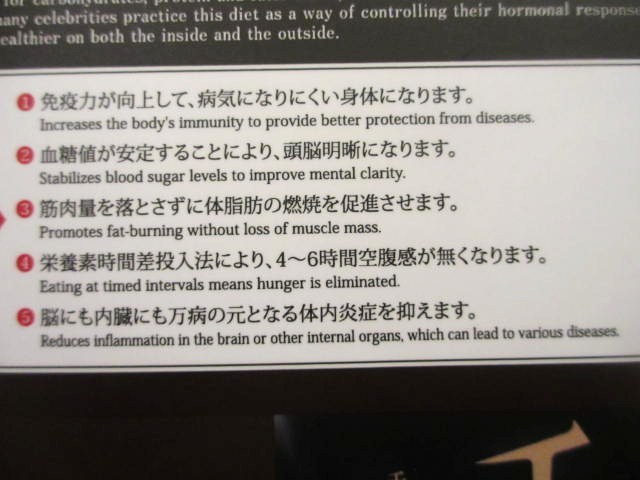 for carbohydrates, protein and
many celebrities practice this diet as a way of controlling their hormonal response
healthier on both the inside and the outside.
❶ 免疫力が向上して、病気になりにくい身体になります。
Increases the body's immunity to provide better protection from diseases.
❷ 血糖値が安定することにより、頭脳明晰になります。
Stabilizes blood sugar levels to improve mental clarity.
❸ 筋肉量を落とさずに体脂肪の燃焼を促進させます。
Promotes fat-burning without loss of muscle mass.
❹ 栄養素時間差投入法により、4〜6時間空腹感が無くなります。
Eating at timed intervals means hunger is eliminated.
❺ 脳にも内臓にも万病の元となる体内炎症を抑えます。
Reduces inflammation in the brain or other internal organs, which can lead to various diseases.